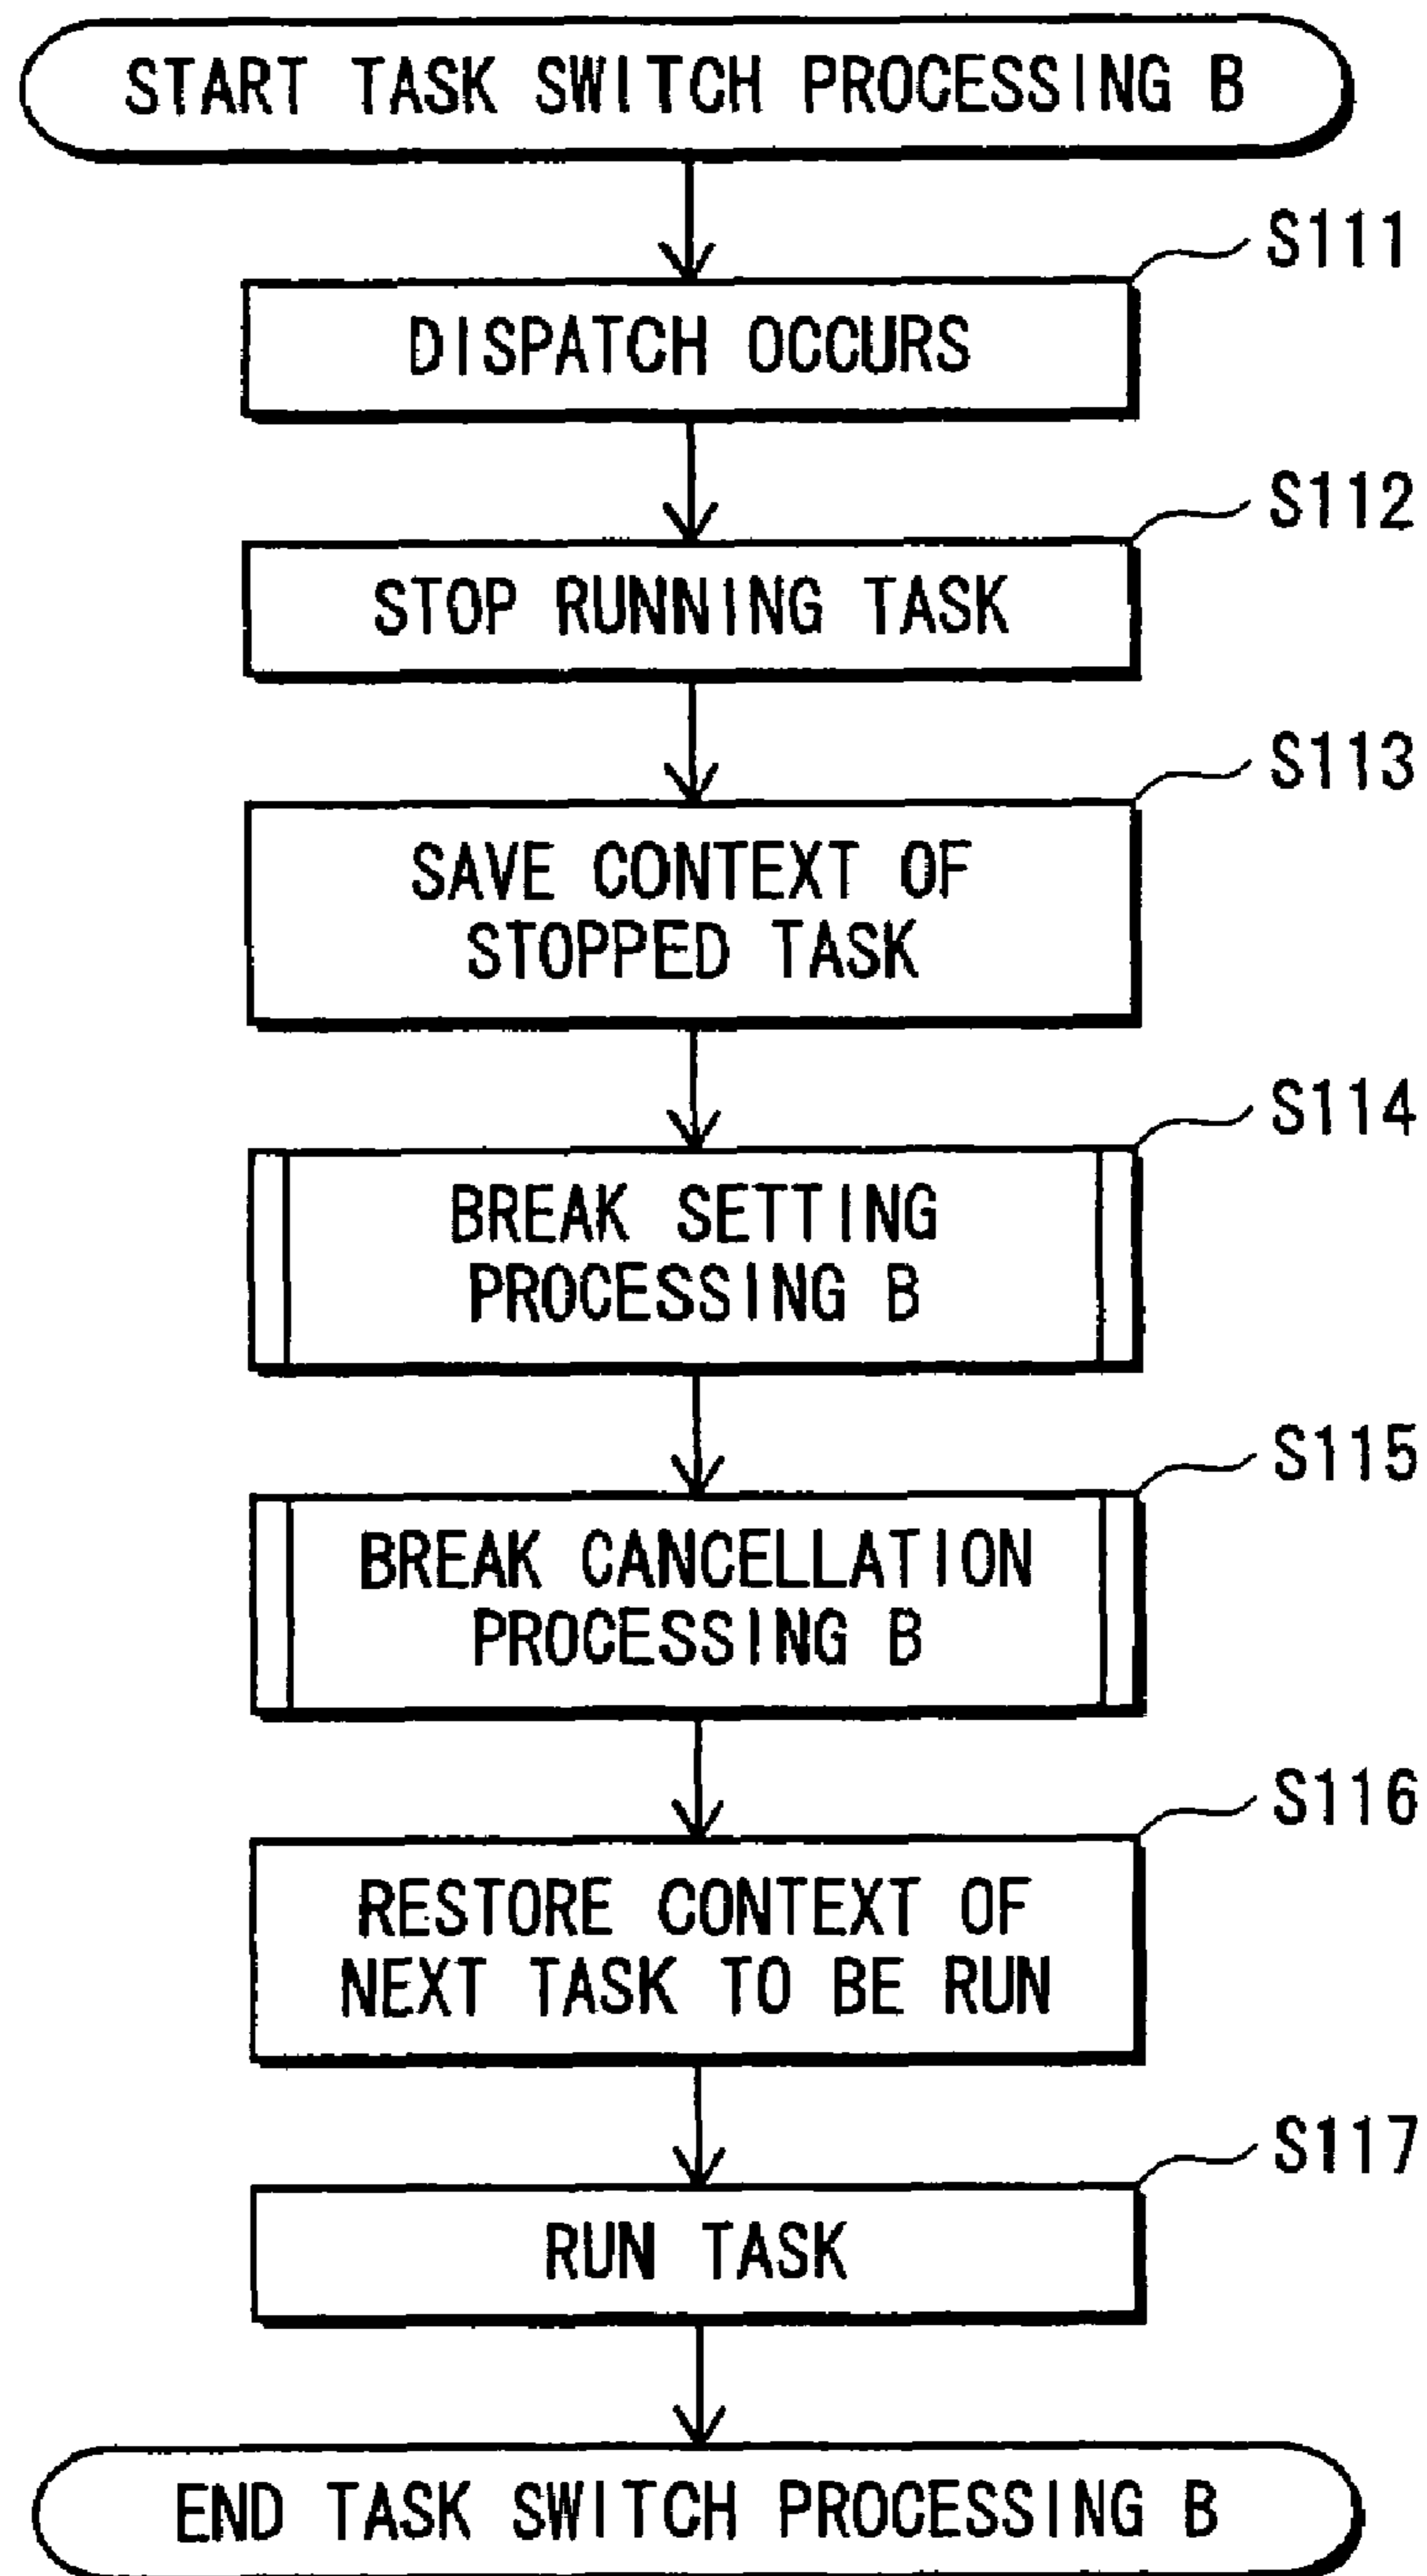 START TASK SWITCH PROCESSING B
S111
DISPATCH OCCURS
S112
STOP RUNNING TASK
S113
SAVE CONTEXT OF
STOPPED TASK
S114
BREAK SETTING
PROCESSING B
S115
BREAK CANCELLATION
PROCESSING B
S116
RESTORE CONTEXT OF
NEXT TASK TO BE RUN
S117
RUN TASK
END TASK SWITCH PROCESSING B